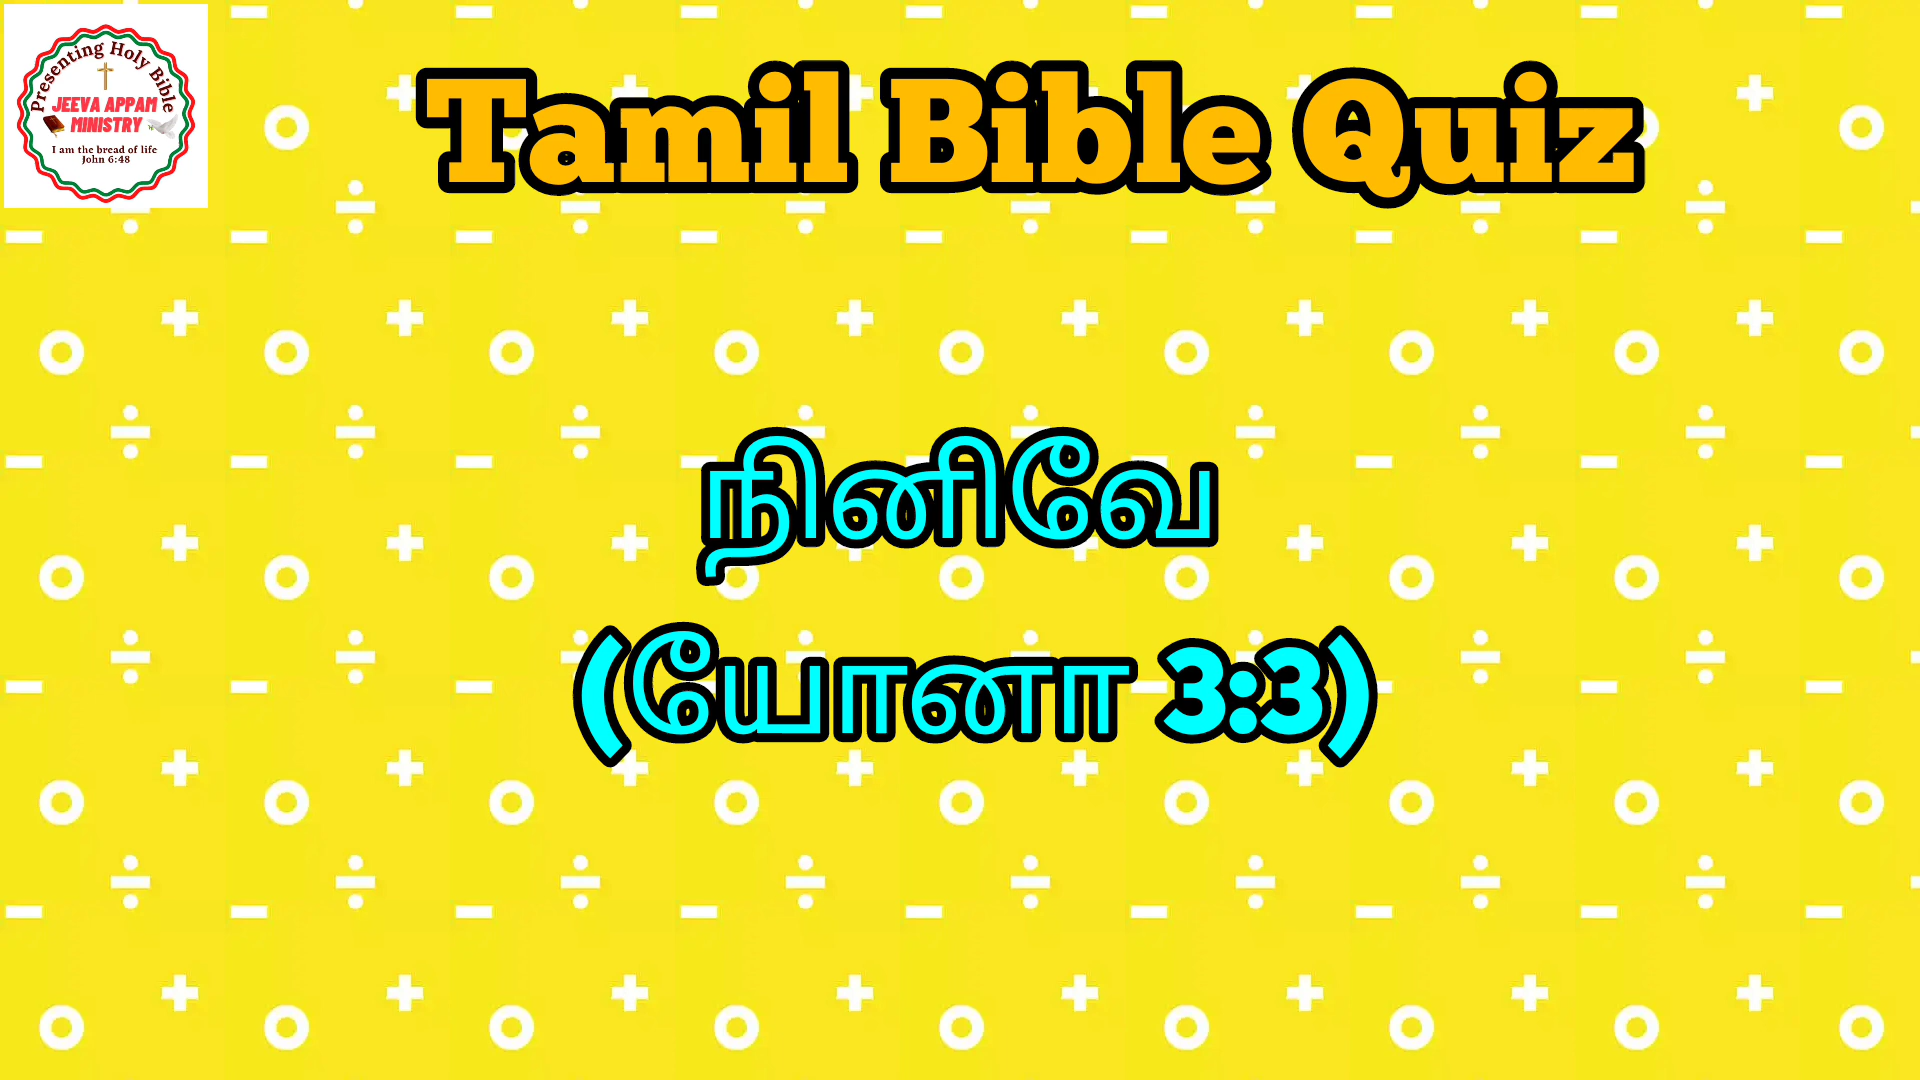 Presenting Holy Bible
JEEVA APPAM
MINISTRY
I am the bread of life
John 6:48
Tamil Bible Quiz
நினிவே
(யோனா 3:3)